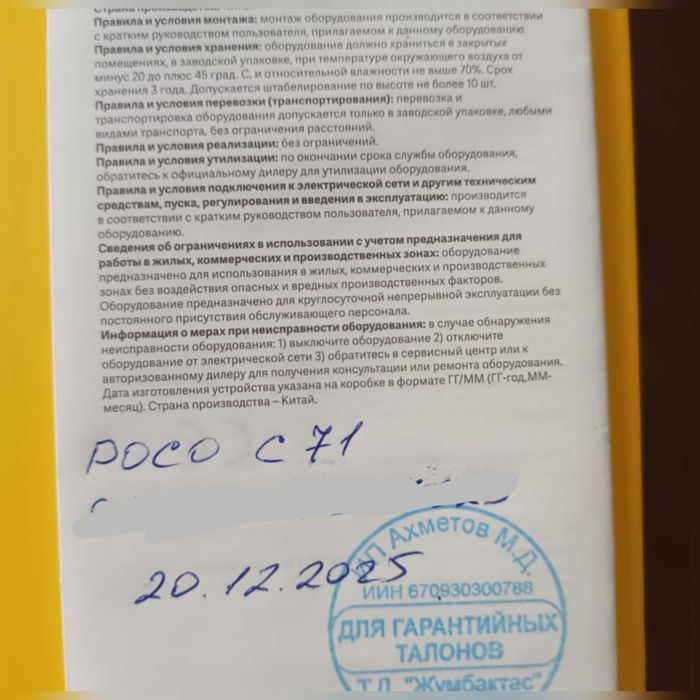 Правила и условия монтажа: монтаж оборудования производится в соответствии
с кратким руководством пользователя, прилагаемом к данному оборудованию.
Правила и условия хранения: оборудование должно храниться в закрытых
помещениях, в заводской упаковке, при температуре окружающего воздуха от
минус 20 до плюс 45 град. С, и относительной влажности не выше 70%. Срок
хранения 3 года. Допускается штабелирование по высоте не более 10 шт.
Правила и условия перевозки (транспортирования): перевозка и
транспортировка оборудования допускается только в заводской упаковке, любыми
видами транспорта, без ограничения расстояний.
Правила и условия реализации: без ограничений.
Правила и условия утилизации: по окончании срока службы оборудования,
обратитесь к официальному дилеру для утилизации оборудования.
Правила и условия подключения к электрической сети и другим техническим
средствам, пуска, регулирования и введения в эксплуатацию: производится
в соответствии с кратким руководством пользователя, прилагаемом к данному
оборудованию.
Сведения об ограничениях в использовании с учетом предназначения для
работы в жилых, коммерческих и производственных зонах: оборудование
предназначено для использования в жилых, коммерческих и производственных
зонах без воздействия опасных и вредных производственных факторов.
Оборудование предназначено для круглосуточной непрерывной эксплуатации без
постоянного присутствия обслуживающего персонала.
Информация о мерах при неисправности оборудования: в случае обнаружения
неисправности оборудования: 1) выключите оборудование 2) отключите
оборудование от электрической сети 3) обратитесь в сервисный центр или к
авторизованному дилеру для получения консультации или ремонта оборудования.
Дата изготовления устройства указана на коробке в формате ГГ/ММ (ГГ-год,ММ-
месяц). Страна производства – Китай.
POCO C71
20.12.2025
ИП Ахметов М.Д.
ИИН 670930300788
ДЛЯ ГАРАНТИЙНЫХ
ТАЛОНОВ
Т.Д. "Жумбактас"